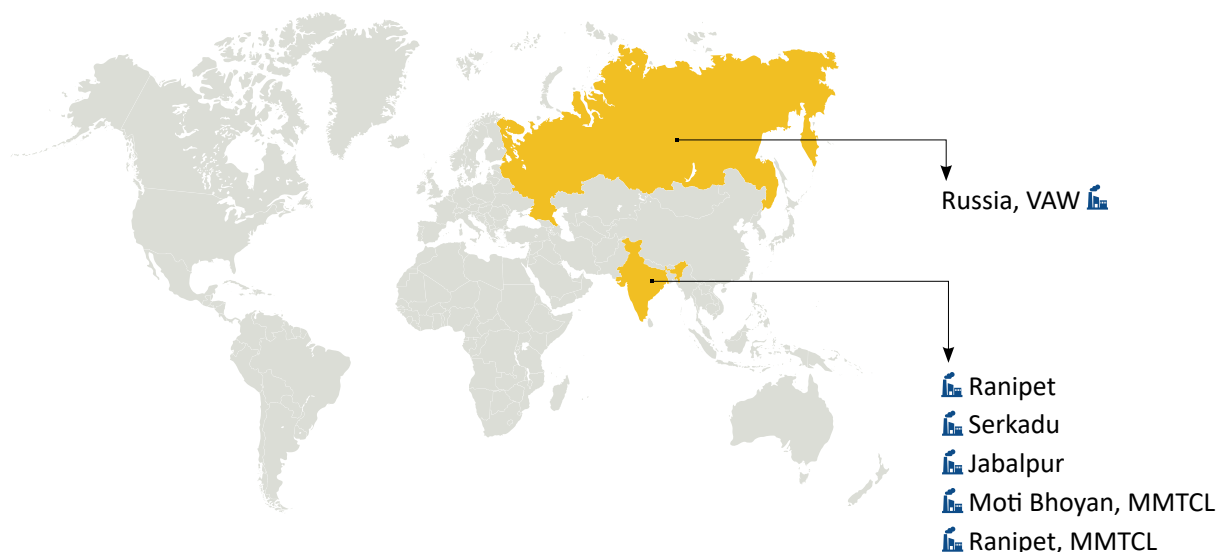 Russia, VAW
Ranipet
Serkadu
Jabalpur
Moti Bhoyan, MMTCL
Ranipet, MMTCL